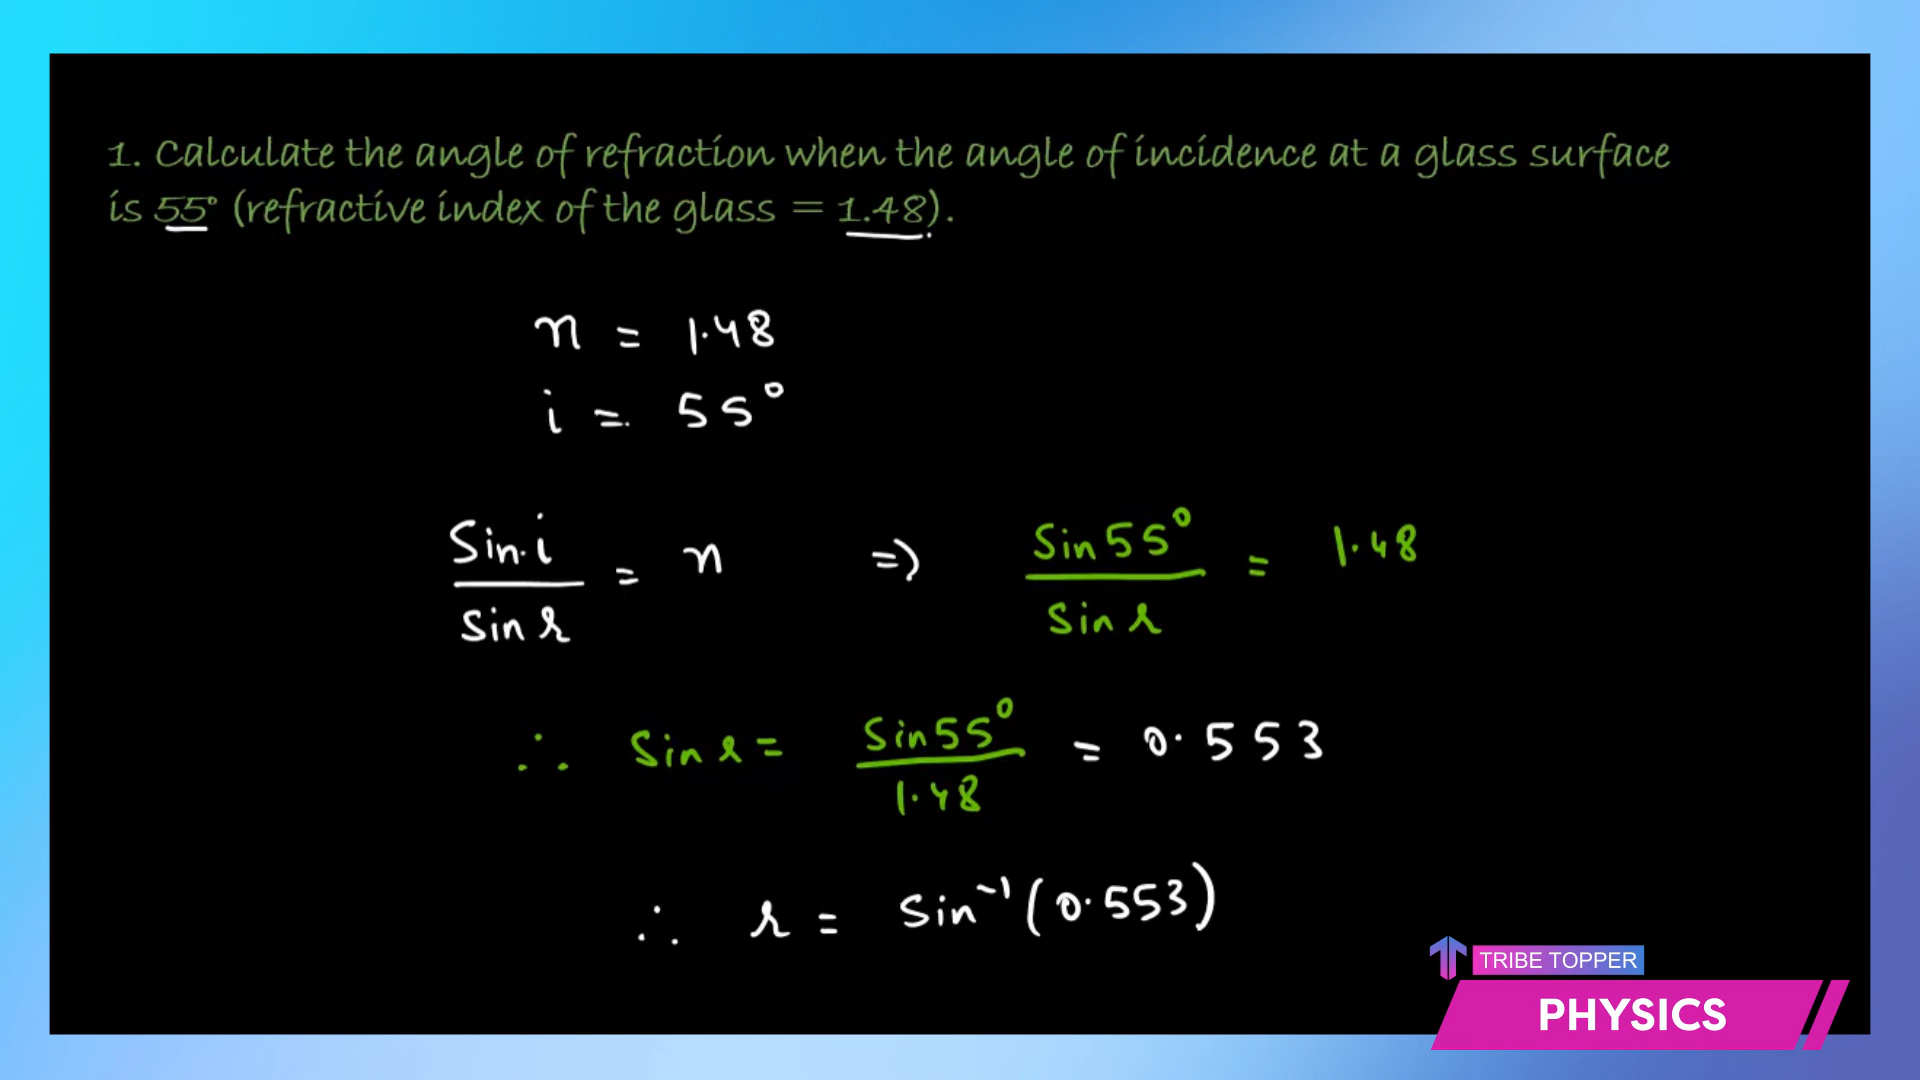 1. Calculate the angle of refraction when the angle of incidence at a glass surface
is 55° (refractive index of the glass = 1.48).
n = 1.48
i = 55°
Sin i / Sin r = n => Sin 55° / Sin r = 1.48
∴ Sin r = Sin 55° / 1.48 = 0.553
∴ r = Sin⁻¹(0.553)
TRIBE TOPPER
PHYSICS